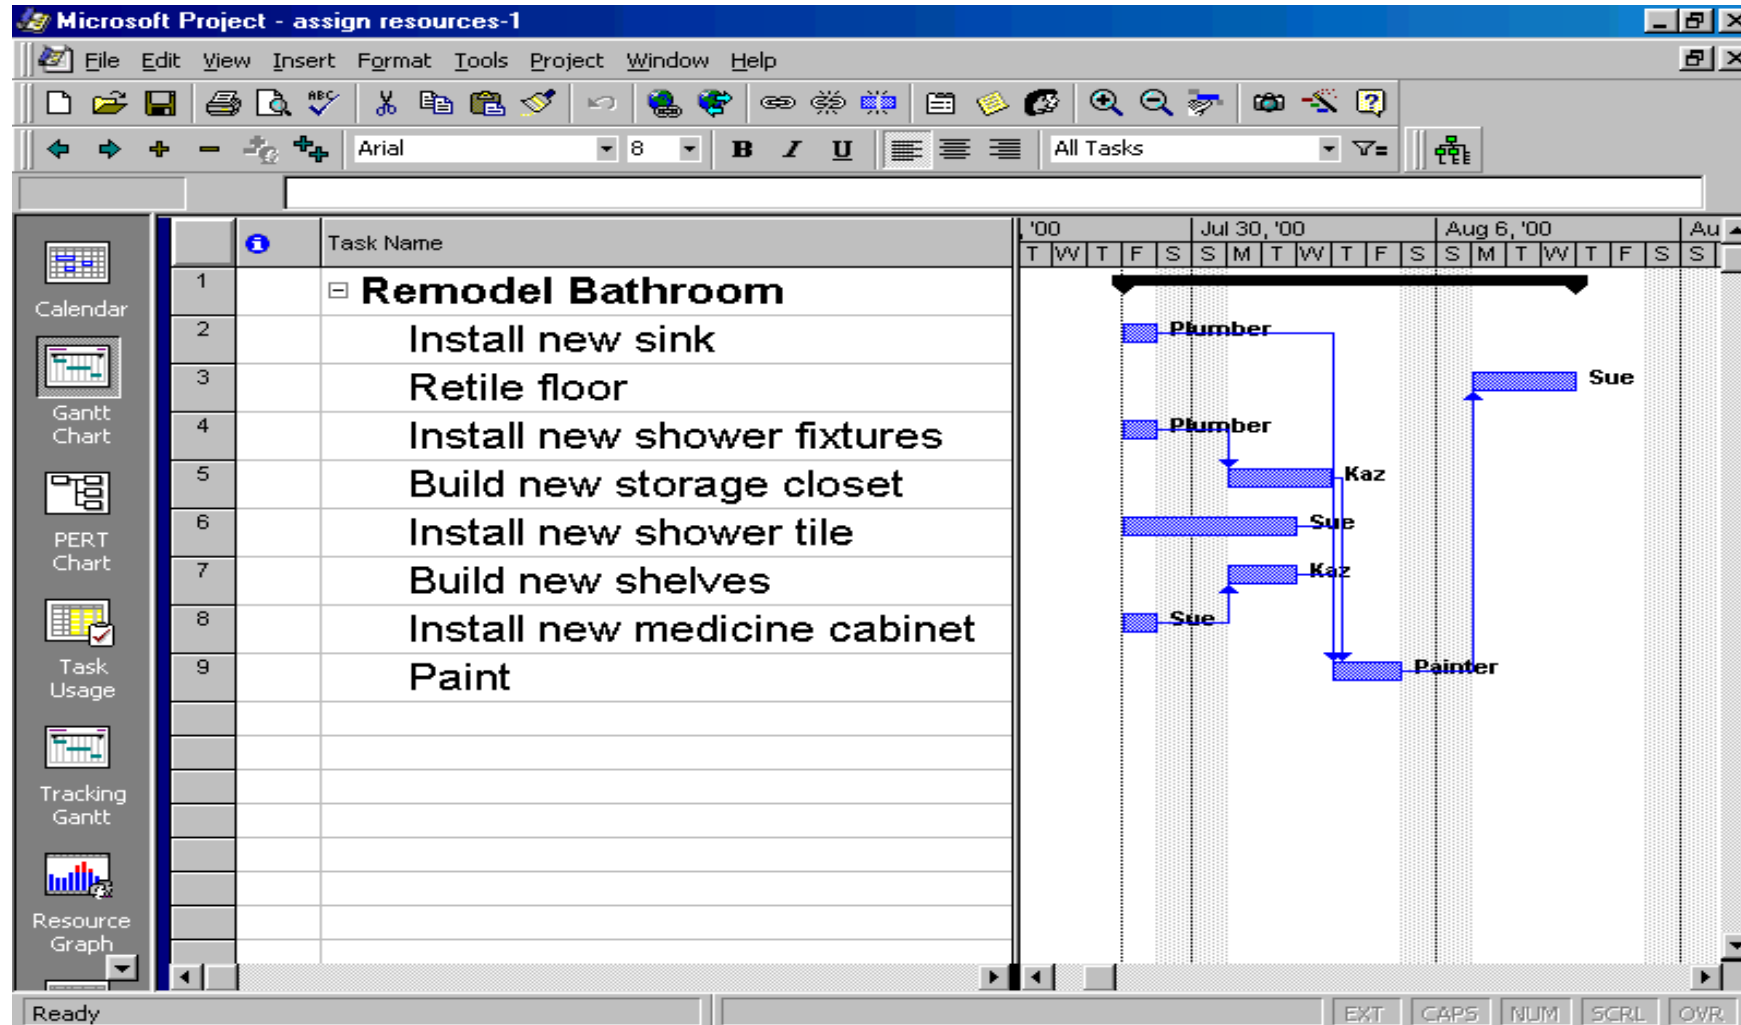 Microsoft Project - assign resources-1
File Edit View Insert Format Tools Project Window Help
ABC
Arial 8 B I U All Tasks
Task Name
, '00 Jul 30, '00 Aug 6, '00 Au
T W T F S S M T W T F S S M T W T F S S
1 Remodel Bathroom
2 Install new sink Plumber
3 Retile floor Sue
4 Install new shower fixtures Plumber
5 Build new storage closet Kaz
6 Install new shower tile Sue
7 Build new shelves Kaz
8 Install new medicine cabinet Sue
9 Paint Painter
Calendar
Gantt
Chart
PERT
Chart
Task
Usage
Tracking
Gantt
Resource
Graph
Ready EXT CAPS NUM SCRL OVR